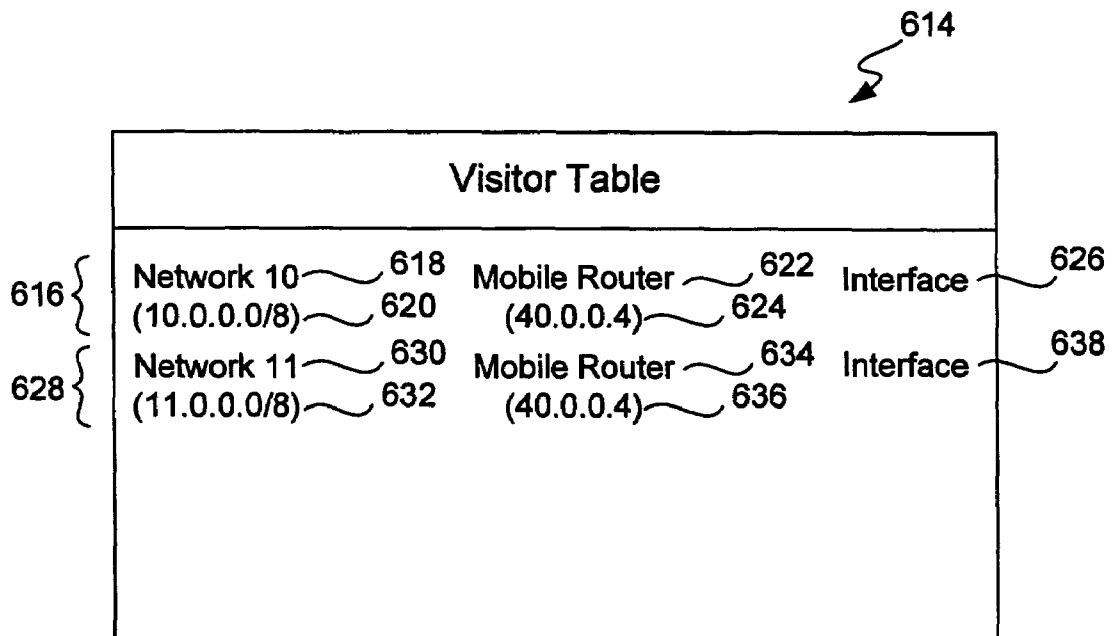 614
Visitor Table
616 Network 10 618 Mobile Router 622 Interface 626
(10.0.0.0/8) 620 (40.0.0.4) 624
628 Network 11 630 Mobile Router 634 Interface 638
(11.0.0.0/8) 632 (40.0.0.4) 636